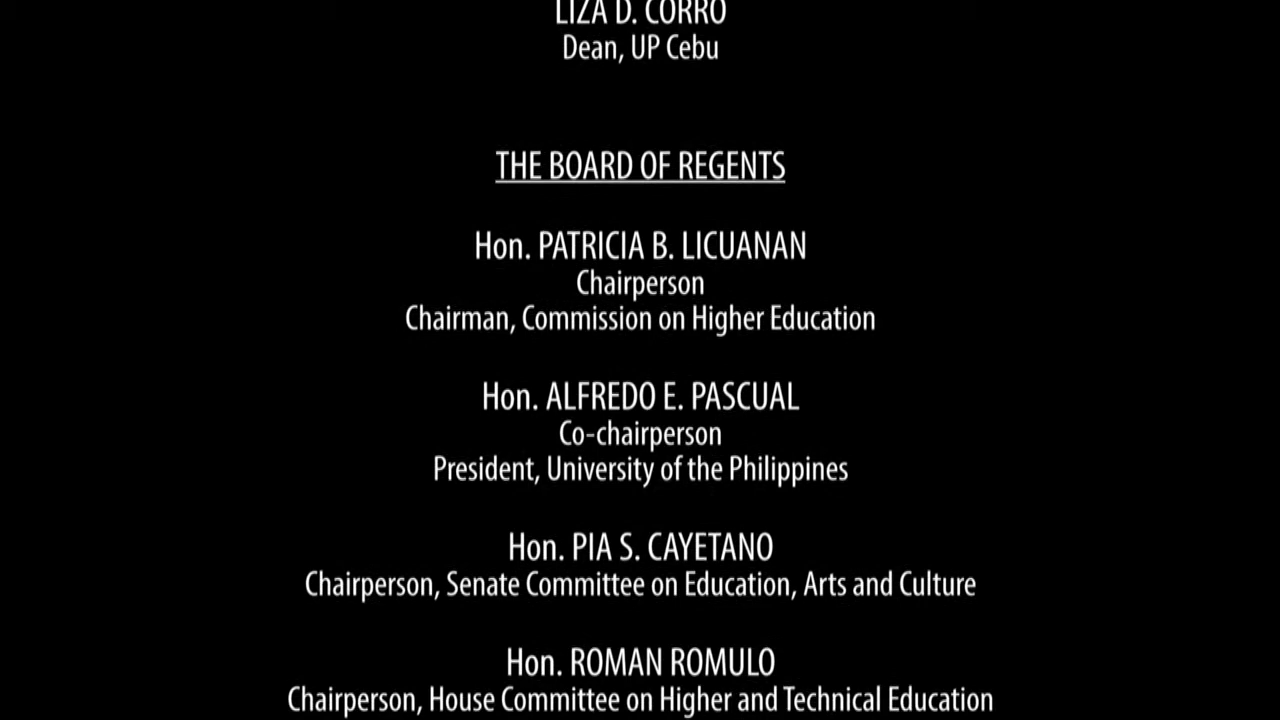 LIZA D. CORRO
Dean, UP Cebu
THE BOARD OF REGENTS
Hon. PATRICIA B. LICUANAN
Chairperson
Chairman, Commission on Higher Education
Hon. ALFREDO E. PASCUAL
Co-chairperson
President, University of the Philippines
Hon. PIA S. CAYETANO
Chairperson, Senate Committee on Education, Arts and Culture
Hon. ROMAN ROMULO
Chairperson, House Committee on Higher and Technical Education